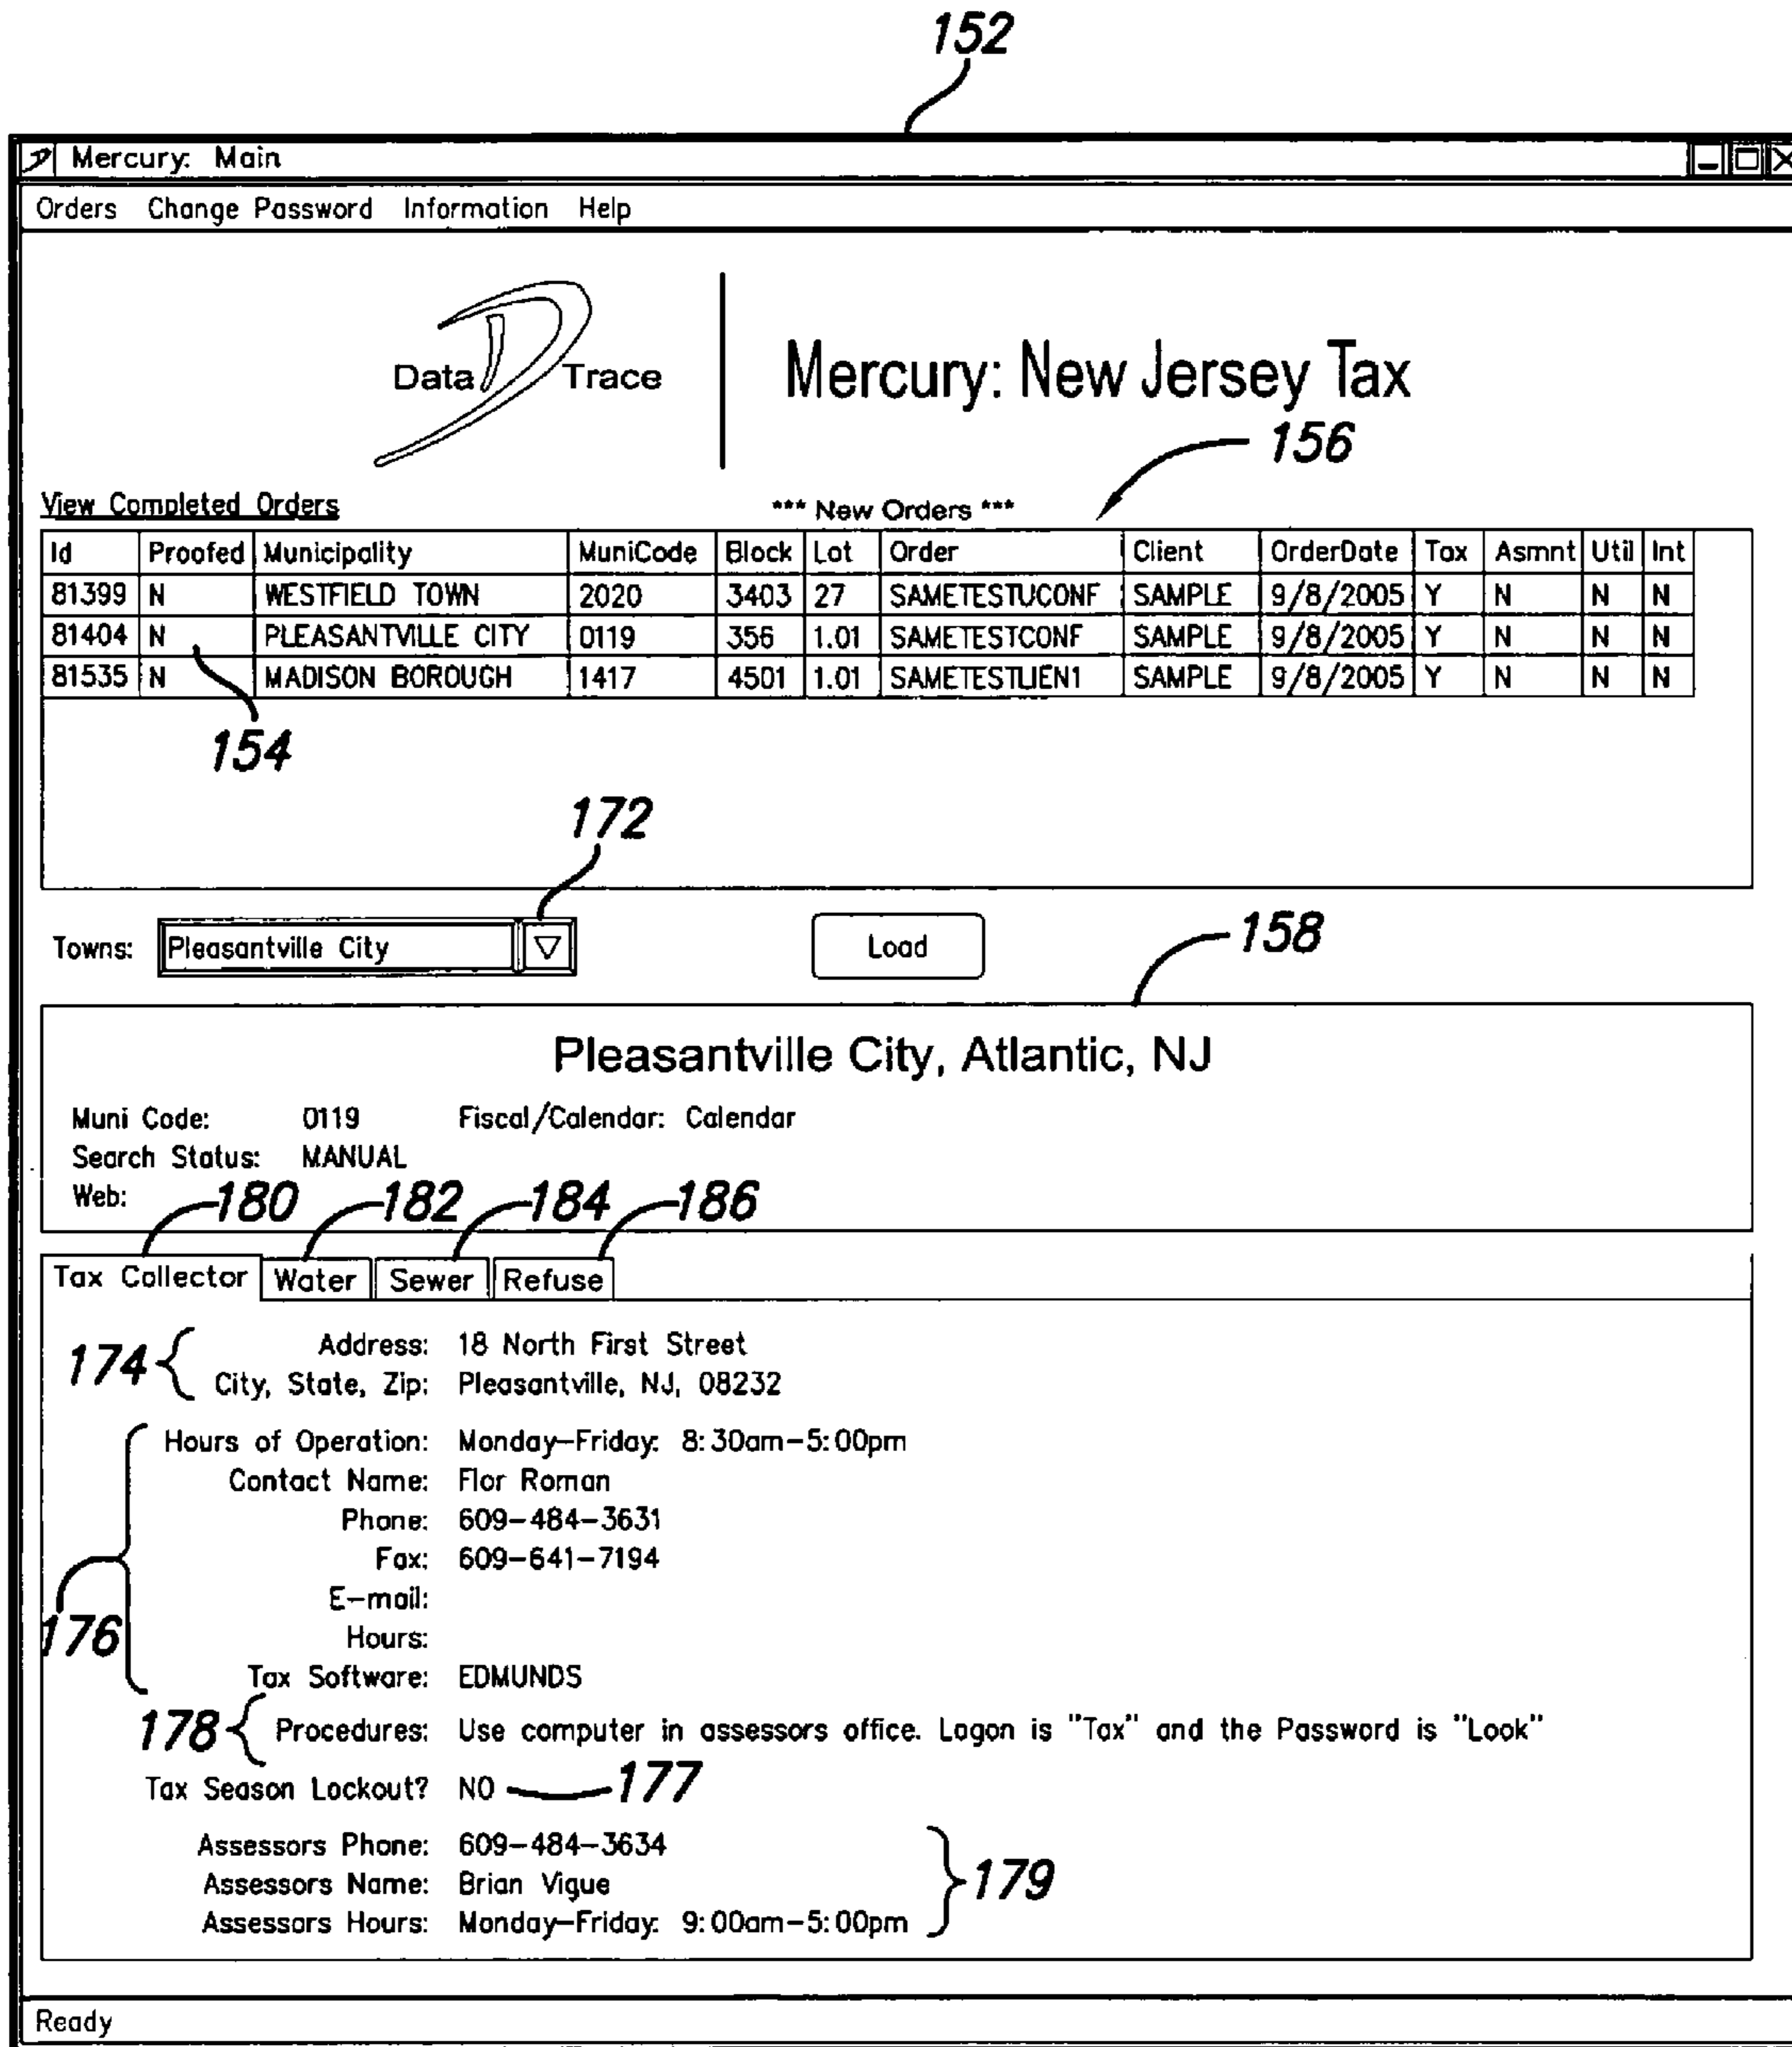 152
Mercury: Main
Orders Change Password Information Help
Data Trace
Mercury: New Jersey Tax
156
View Completed Orders
*** New Orders ***
Id Proofed Municipality MuniCode Block Lot Order Client OrderDate Tax Asmnt Util Int
81399 N WESTFIELD TOWN 2020 3403 27 SAMETESTUCONF SAMPLE 9/8/2005 Y N N N
81404 N PLEASANTVILLE CITY 0119 356 1.01 SAMETESTCONF SAMPLE 9/8/2005 Y N N N
81535 N MADISON BOROUGH 1417 4501 1.01 SAMETESTLIEN1 SAMPLE 9/8/2005 Y N N N
154
172
Towns: Pleasantville City Load
158
Pleasantville City, Atlantic, NJ
Muni Code: 0119 Fiscal/Calendar: Calendar
Search Status: MANUAL
Web:
180 182 184 186
Tax Collector Water Sewer Refuse
174
Address: 18 North First Street
City, State, Zip: Pleasantville, NJ, 08232
Hours of Operation: Monday-Friday: 8:30am-5:00pm
Contact Name: Flor Roman
Phone: 609-484-3631
Fax: 609-641-7194
E-mail:
176
Hours:
Tax Software: EDMUNDS
178 Procedures: Use computer in assessors office. Logon is "Tax" and the Password is "Look"
Tax Season Lockout? NO 177
Assessors Phone: 609-484-3634
Assessors Name: Brian Vigue
179
Assessors Hours: Monday-Friday: 9:00am-5:00pm
Ready